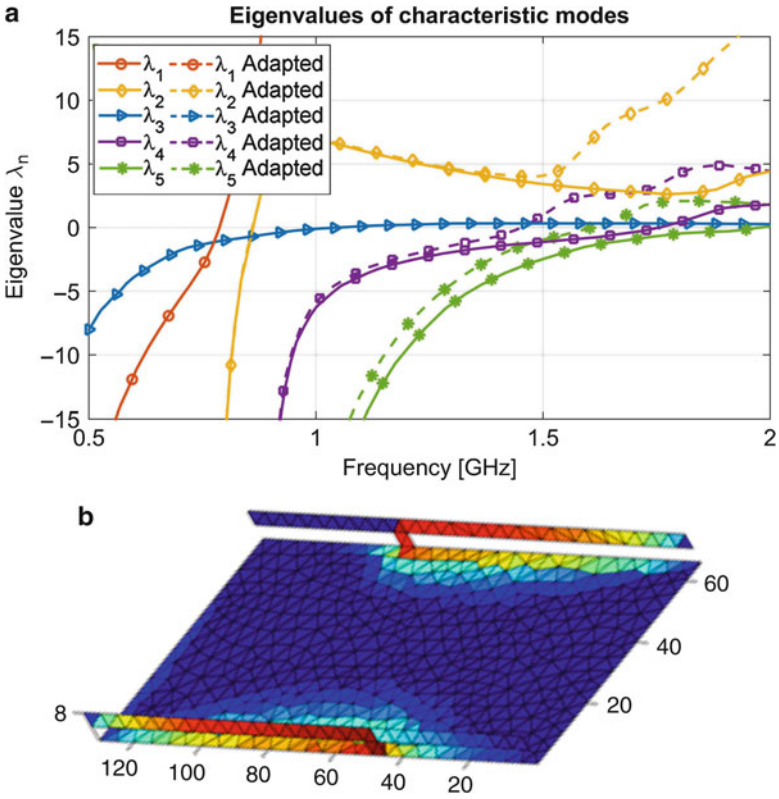 a
Eigenvalues of characteristic modes
15
10
5
0
−5
−10
−15
Eigenvalue λn
λ1 λ1 Adapted
λ2 λ2 Adapted
λ3 λ3 Adapted
λ4 λ4 Adapted
λ5 λ5 Adapted
0.5 1 1.5 2
Frequency [GHz]
b
60
40
20
8
120 100 80 60 40 20